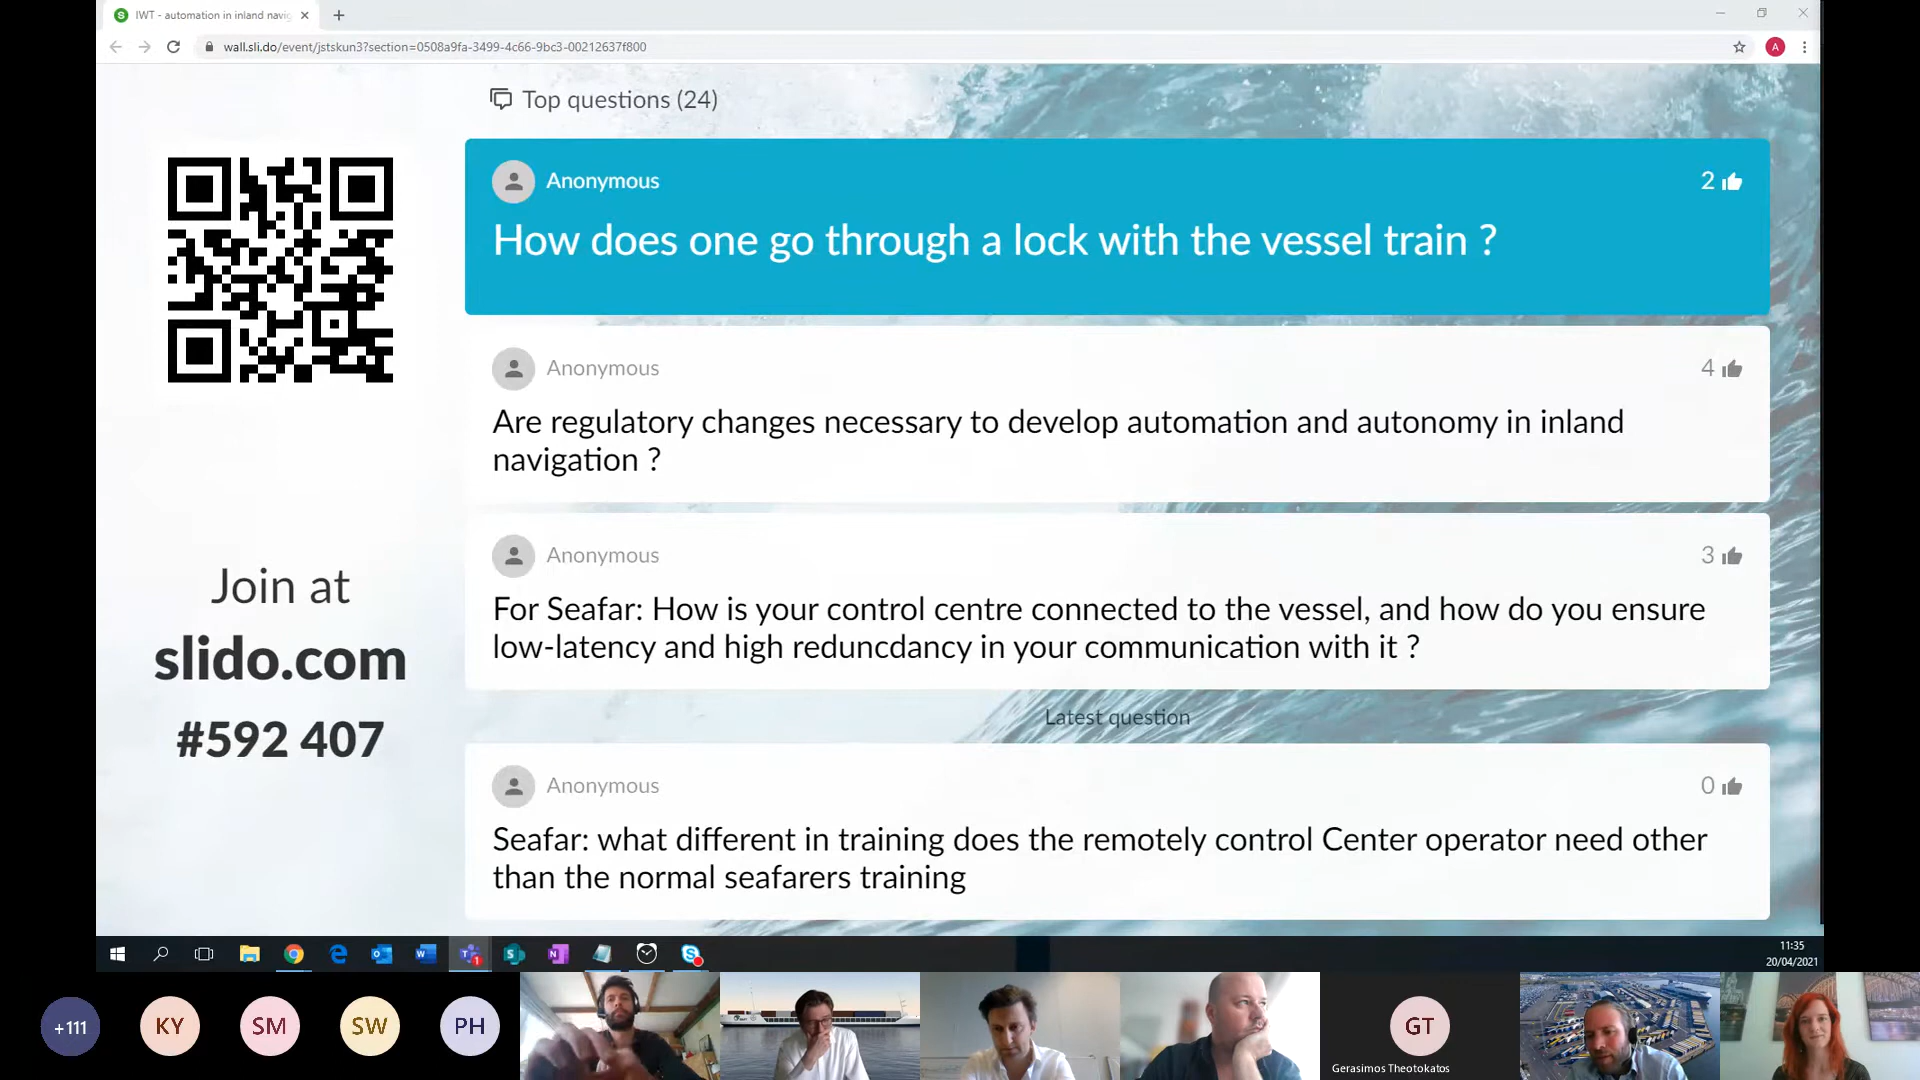 IWT - automation in inland navig
wall.sli.do/event/jstskun3?section=0508a9fa-3499-4c66-9bc3-00212637f800
A
Top questions (24)
Anonymous
2
How does one go through a lock with the vessel train ?
Anonymous
4
Are regulatory changes necessary to develop automation and autonomy in inland
navigation ?
Anonymous
3
For Seafar: How is your control centre connected to the vessel, and how do you ensure
low-latency and high reduncdancy in your communication with it ?
Latest question
Anonymous
0
Seafar: what different in training does the remotely control Center operator need other
than the normal seafarers training
Join at
slido.com
#592 407
11:35
20/04/2021
+111
KY
SM
SW
PH
GT
Gerasimos Theotokatos